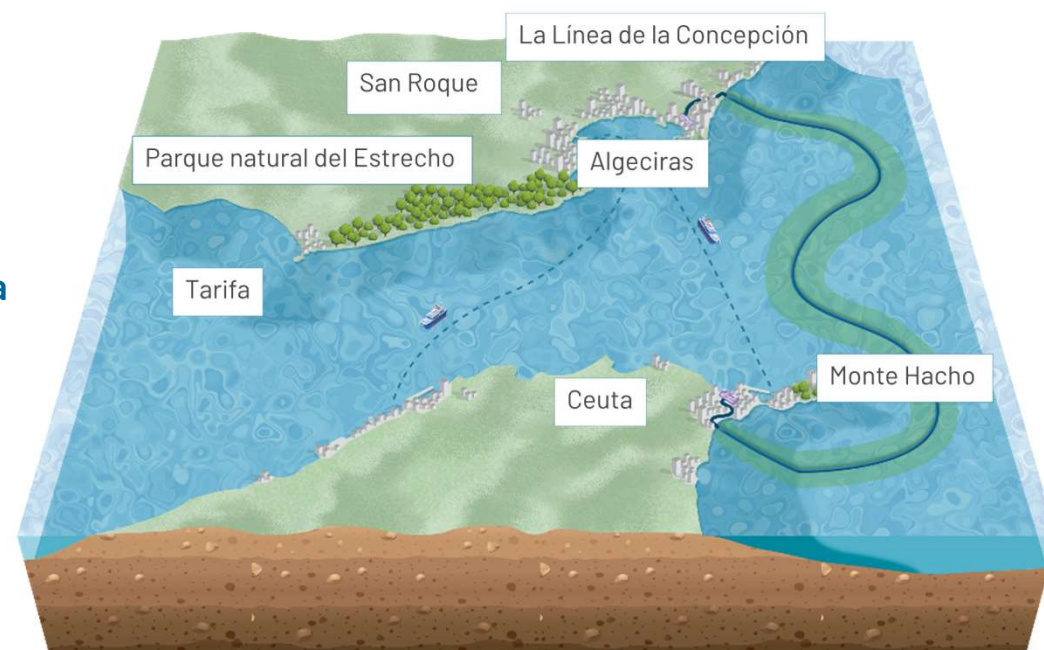 La Línea de la Concepción
San Roque
Parque natural del Estrecho
Algeciras
a
Tarifa
Monte Hacho
Ceuta